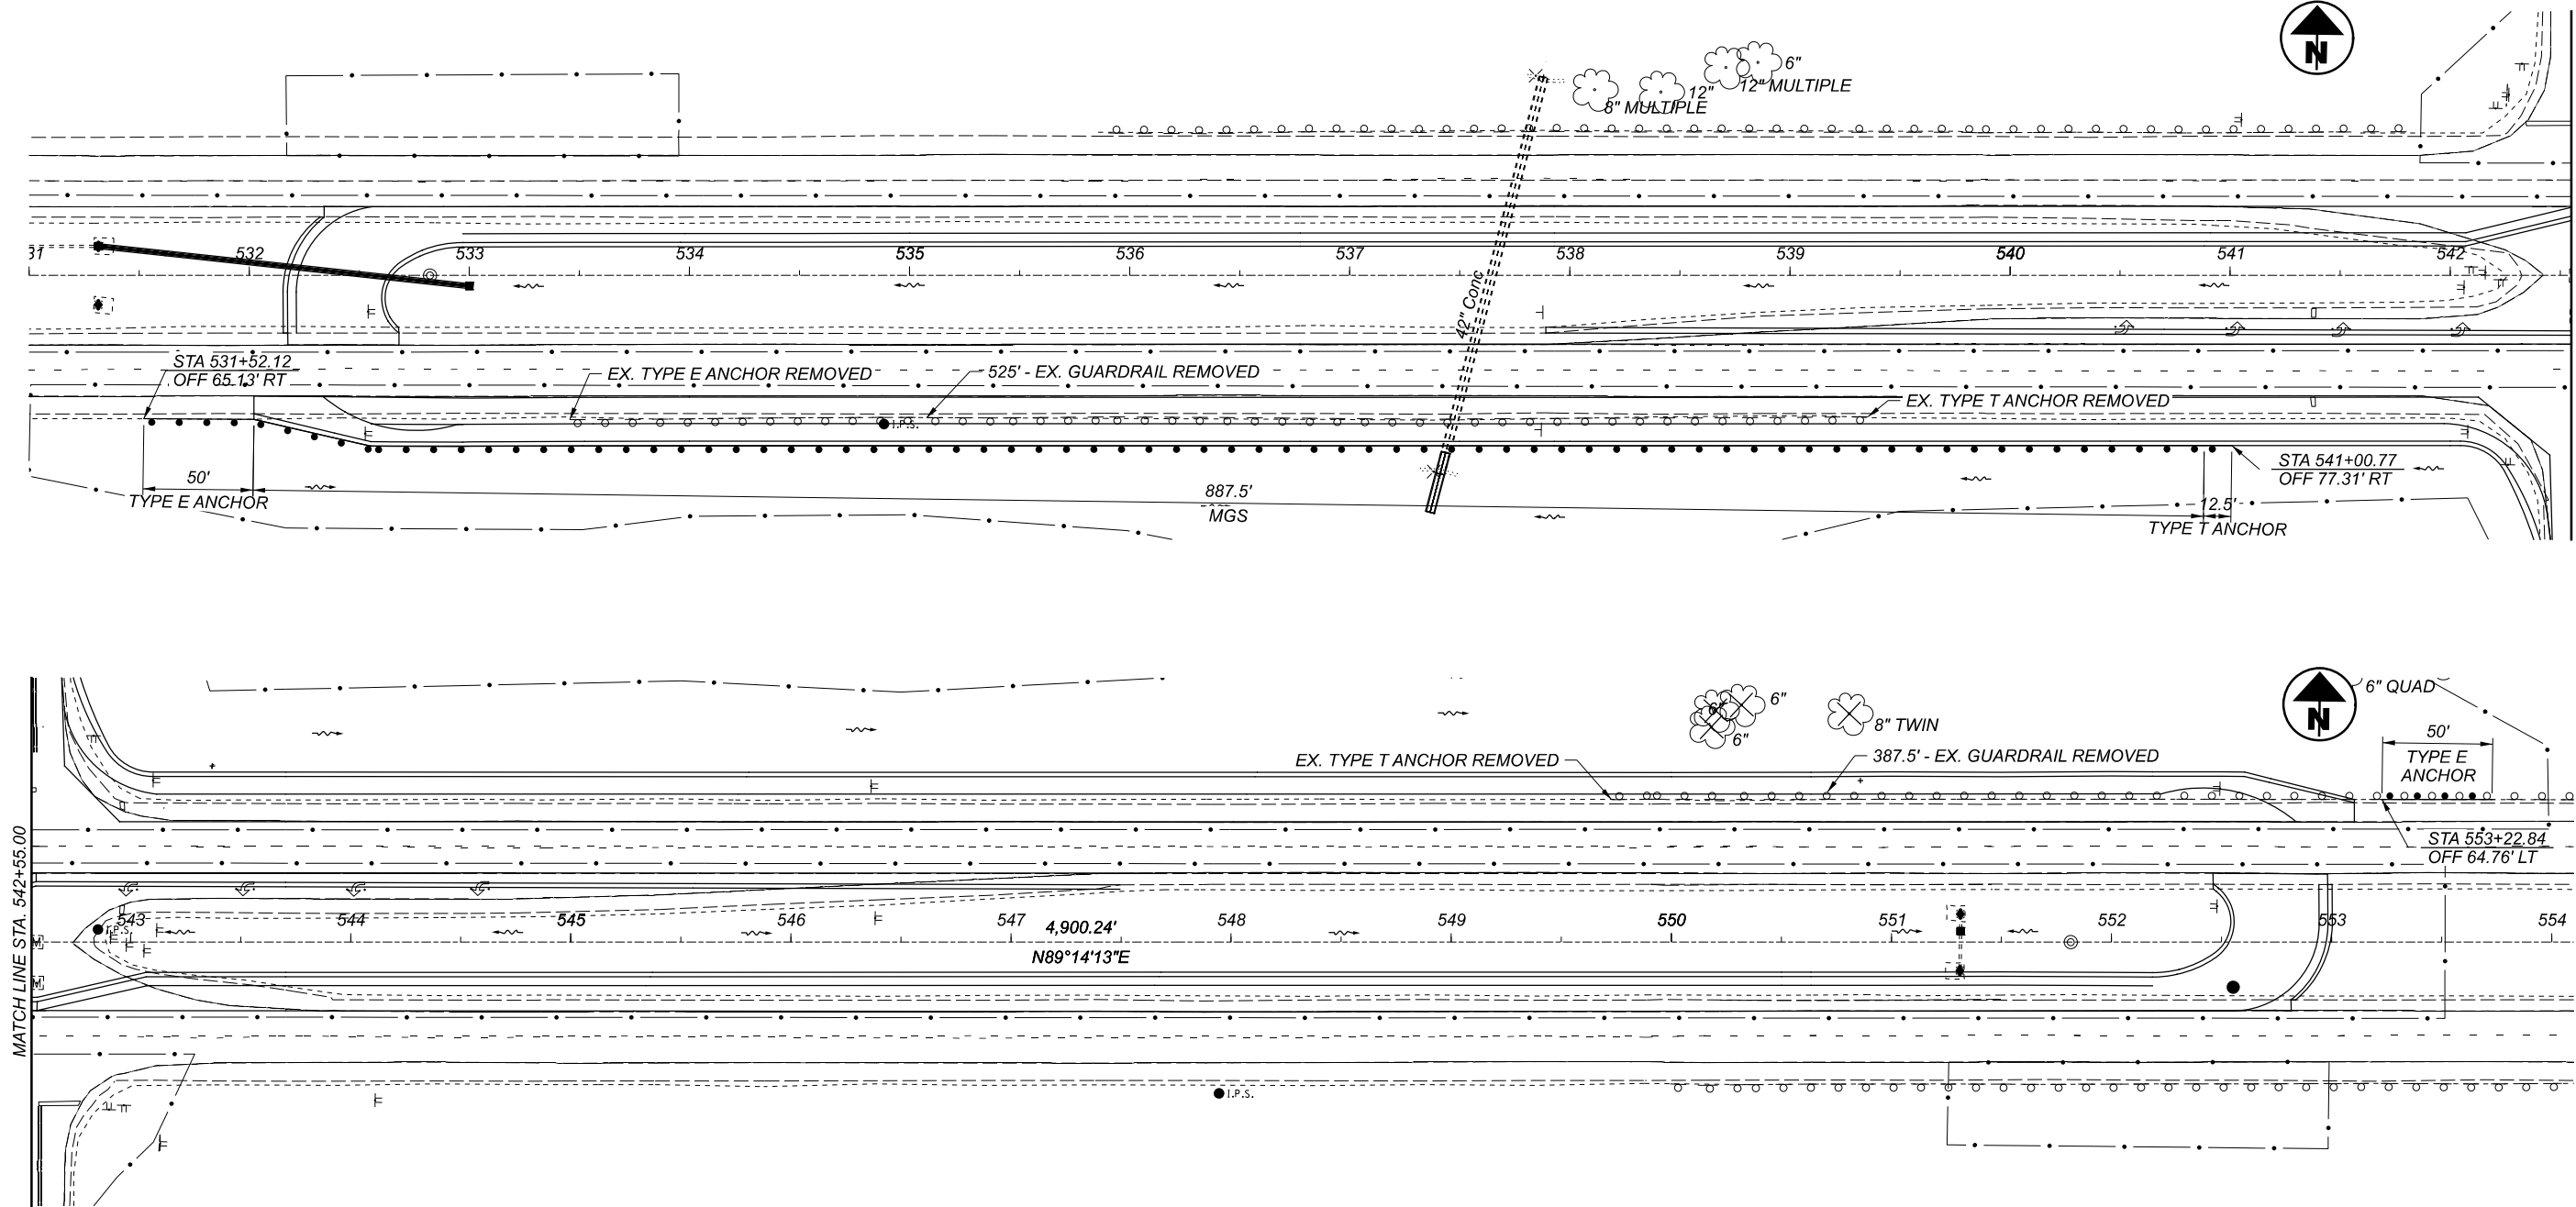 N
6"
12" MULTIPLE
12"
8" MULTIPLE
31 532 533 534 535 536 537 538 539 540 541 542
42" Conc
STA 531+52.12
OFF 65.13' RT
EX. TYPE E ANCHOR REMOVED
525' - EX. GUARDRAIL REMOVED
EX. TYPE T ANCHOR REMOVED
I.P.S.
STA 541+00.77
OFF 77.31' RT
50'
TYPE E ANCHOR
887.5'
MGS
12.5'
TYPE T ANCHOR
N
6" QUAD
6"
6"
6"
8" TWIN
50'
TYPE E
ANCHOR
EX. TYPE T ANCHOR REMOVED
387.5' - EX. GUARDRAIL REMOVED
STA 553+22.84
OFF 64.76' LT
MATCH LINE STA. 542+55.00
543 544 545 546 547 548 549 550 551 552 553 554
I.P.S.
4,900.24'
N89°14'13"E
M
M
I.P.S.